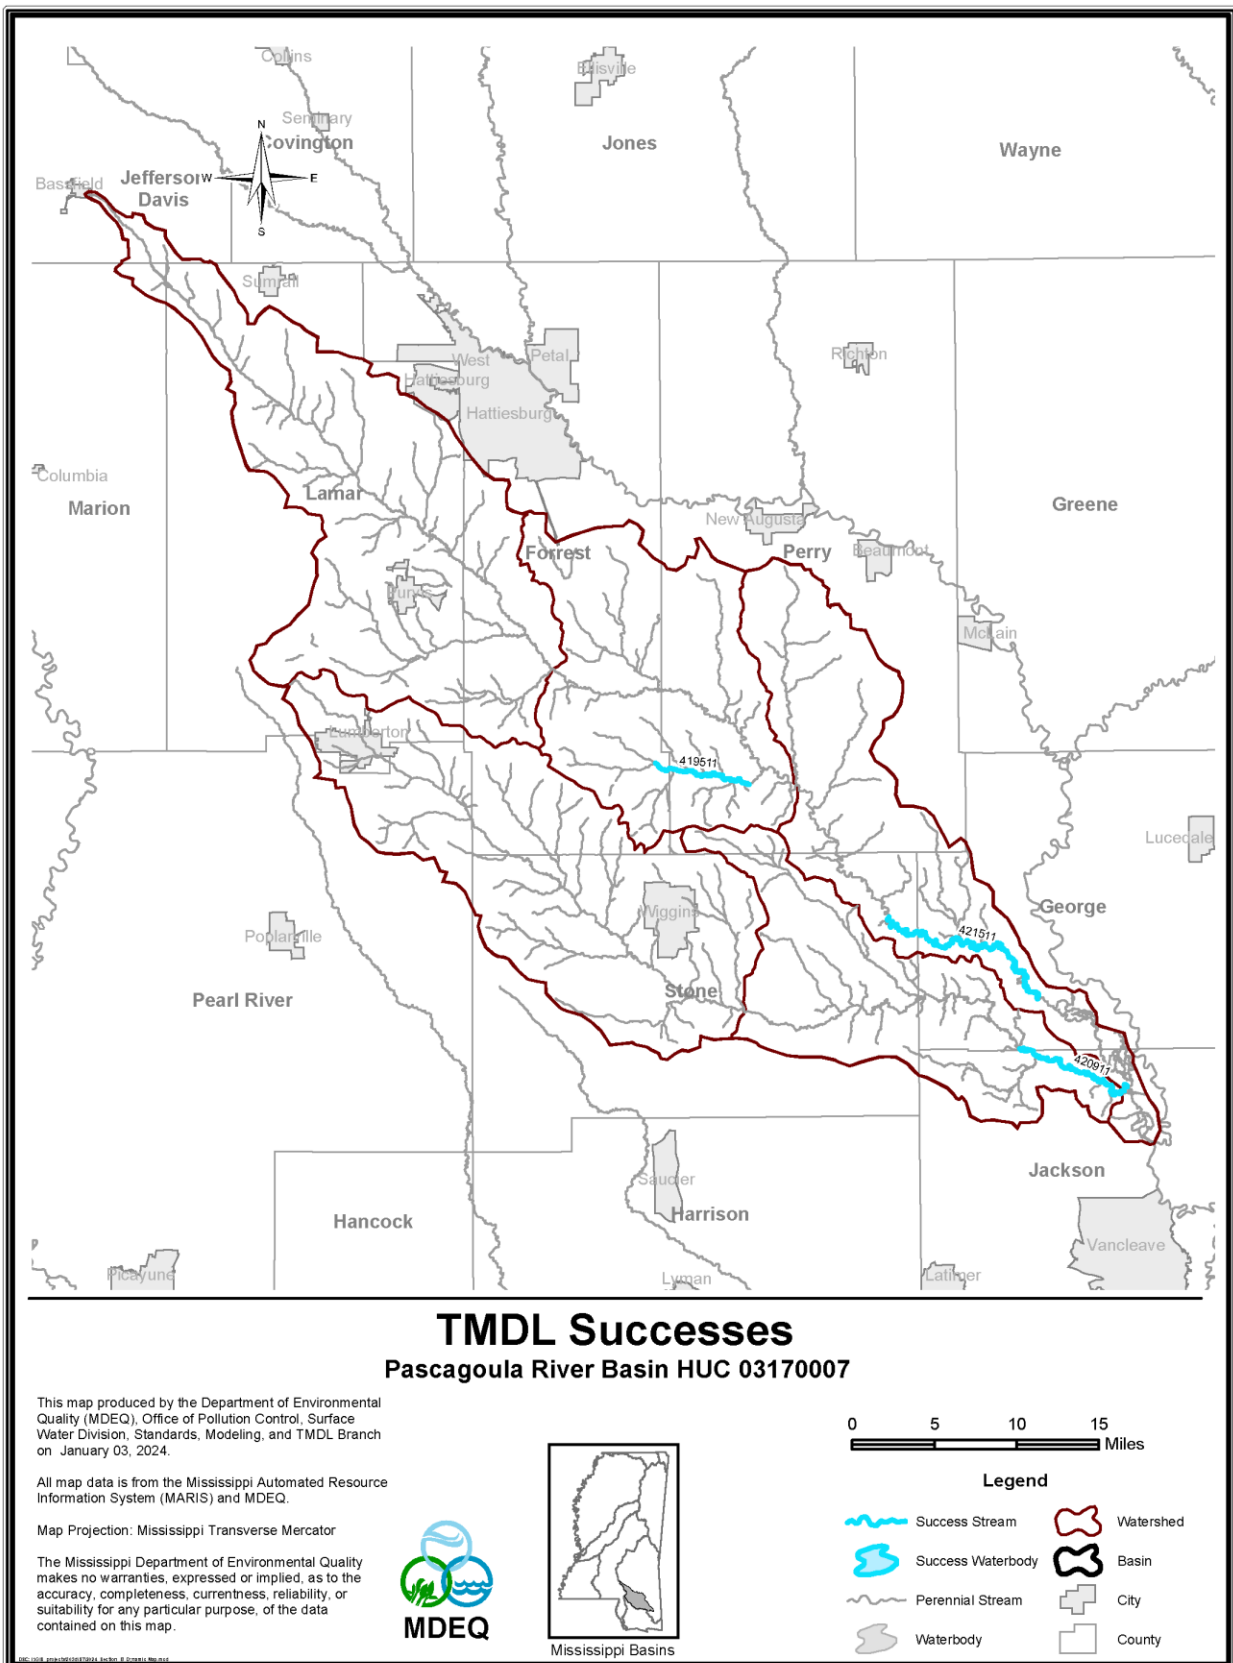 Collins
Ellisville
Seminary
Covington
Jones
Wayne
N
W
E
S
Bassfield
Jefferson
Davis
Sumrall
West
Hattiesburg
Petal
Richton
Hattiesburg
Columbia
Marion
Lamar
Greene
New Augusta
Forrest
Perry
Beaumont
Purvis
McLain
Lumberton
419511
Lucedale
Wiggins
George
Poplarville
421511
Pearl River
Stone
420911
Jackson
Saucier
Hancock
Harrison
Vancleave
Picayune
Lyman
Latimer
TMDL Successes
Pascagoula River Basin HUC 03170007
This map produced by the Department of Environmental
Quality (MDEQ), Office of Pollution Control, Surface
Water Division, Standards, Modeling, and TMDL Branch
on January 03, 2024.
All map data is from the Mississippi Automated Resource
Information System (MARIS) and MDEQ.
Map Projection: Mississippi Transverse Mercator
The Mississippi Department of Environmental Quality
makes no warranties, expressed or implied, as to the
accuracy, completeness, currentness, reliability, or
suitability for any particular purpose, of the data
contained on this map.
MDEQ
Mississippi Basins
0 5 10 15
Miles
Legend
Success Stream
Watershed
Success Waterbody
Basin
Perennial Stream
City
Waterbody
County